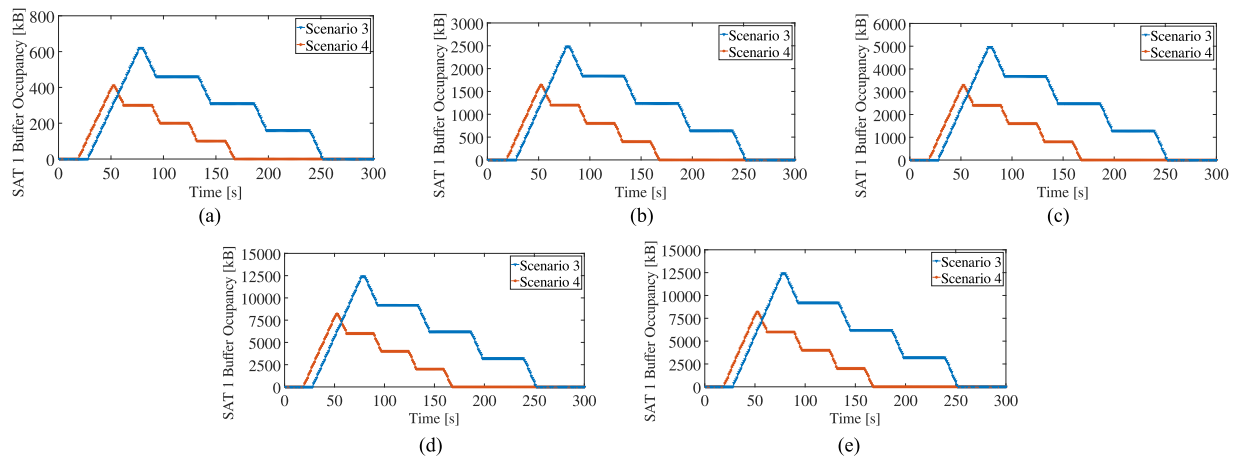 SAT 1 Buffer Occupancy [kB]
800
600
400
200
0
0 50 100 150 200 250 300
Time [s]
Scenario 3
Scenario 4
(a)
SAT 1 Buffer Occupancy [kB]
3000
2500
2000
1500
1000
500
0
0 50 100 150 200 250 300
Time [s]
Scenario 3
Scenario 4
(b)
SAT 1 Buffer Occupancy [kB]
6000
5000
4000
3000
2000
1000
0
0 50 100 150 200 250 300
Time [s]
Scenario 3
Scenario 4
(c)
SAT 1 Buffer Ocupancy [kB]
15000
12500
10000
7500
5000
2500
0
0 50 100 150 200 250 300
Time [s]
Scenario 3
Scenario 4
(d)
SAT 1 Buffer Occupancy [kB]
15000
12500
10000
7500
5000
2500
0
0 50 100 150 200 250 300
Time [s]
Scenario 3
Scenario 4
(e)